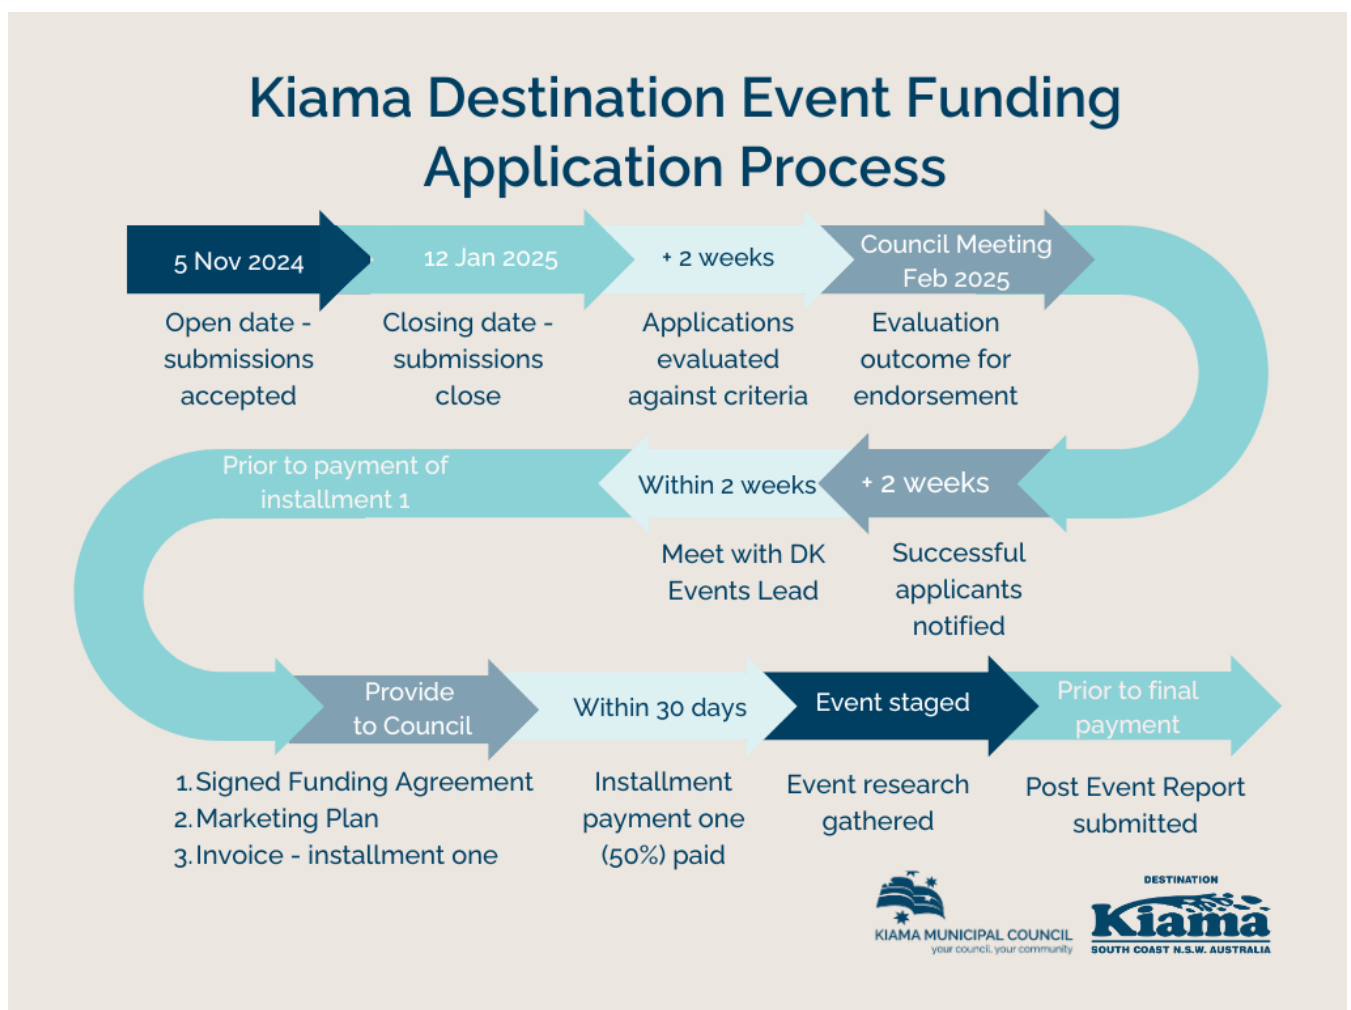 Kiama Destination Event Funding
Application Process
5 Nov 2024
12 Jan 2025
+ 2 weeks
Council Meeting
Feb 2025
Open date -
submissions
accepted
Closing date -
submissions
close
Applications
evaluated
against criteria
Evaluation
outcome for
endorsement
+ 2 weeks
Successful
applicants
notified
Within 2 weeks
Meet with DK
Events Lead
Prior to payment of
installment 1
Provide
to Council
1. Signed Funding Agreement
2. Marketing Plan
3. Invoice - installment one
Within 30 days
Installment
payment one
(50%) paid
Event staged
Event research
gathered
Prior to final
payment
Post Event Report
submitted
KIAMA MUNICIPAL COUNCIL
your council, your community
DESTINATION
Kiama
SOUTH COAST N.S.W. AUSTRALIA